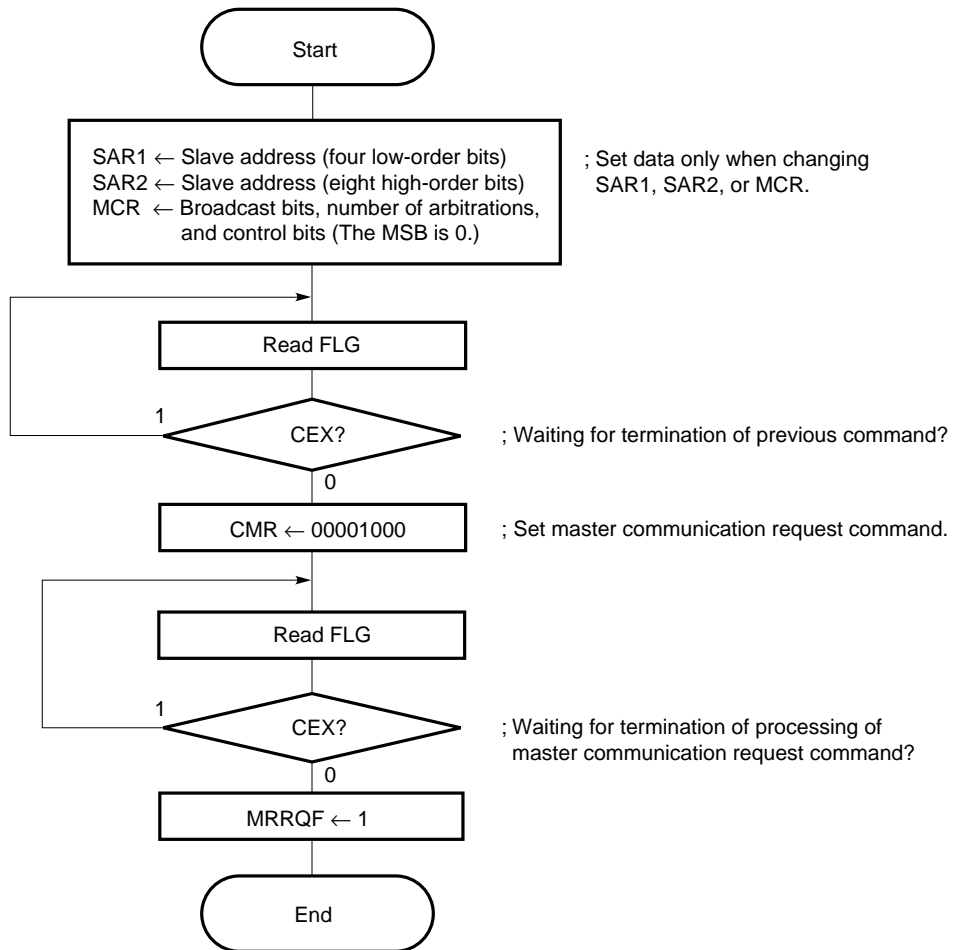 Start
SAR1 ← Slave address (four low-order bits)
SAR2 ← Slave address (eight high-order bits)
MCR ← Broadcast bits, number of arbitrations,
and control bits (The MSB is 0.)
; Set data only when changing
SAR1, SAR2, or MCR.
Read FLG
1
CEX?
; Waiting for termination of previous command?
0
CMR ← 00001000
; Set master communication request command.
Read FLG
1
CEX?
; Waiting for termination of processing of
master communication request command?
0
MRRQF ← 1
End